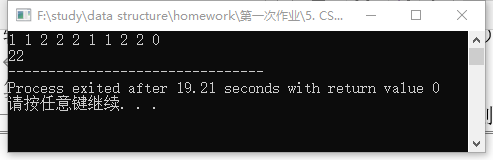 F:\study\data structure\homework\第一次作业\5. CS...
1 1 2 2 2 1 1 2 2 0
22
--------------------------------
Process exited after 19.21 seconds with return value 0
请按任意键继续. . .